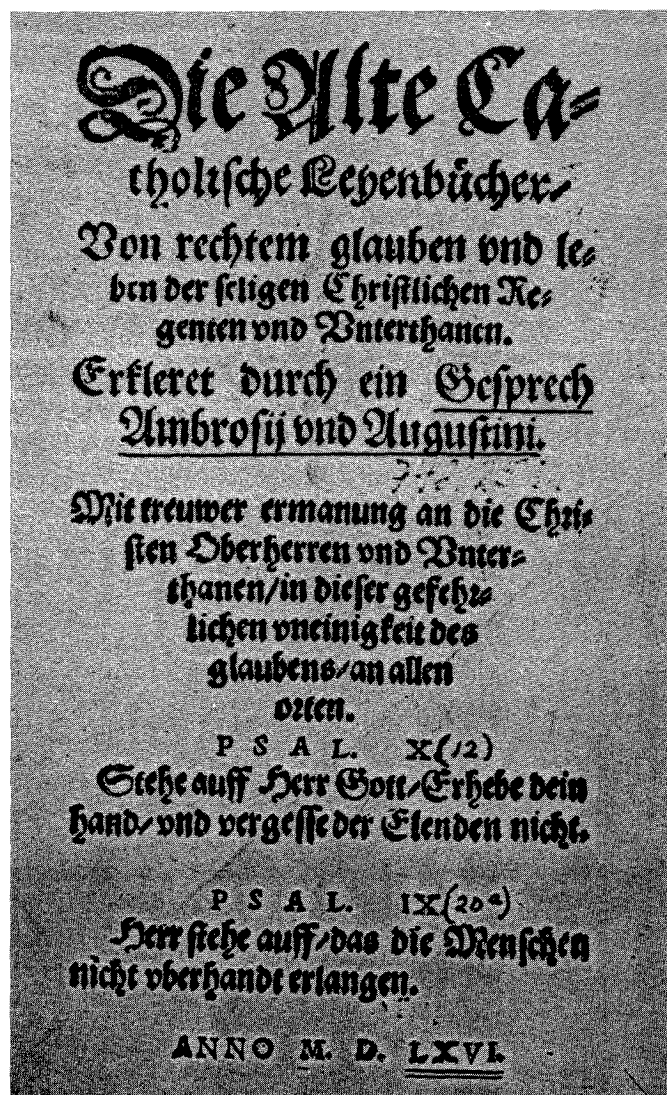 Die Alte Ca-
tholische Leyenbücher/
Von rechtem glauben vnd le-
ben der seligen Christlichen Re-
genten vnd Vnterthanen.
Erkleret durch ein Gesprech
Ambrosij vnd Augustini.
Mit treuwer ermanung an die Chri-
sten Oberherren vnd Vnter-
thanen/in dieser gefehr-
lichen vneinigkeit des
glaubens/an allen
orten.
PSAL. X(12)
Stehe auff Herr Gott/Erhebe dein
hand/vnd vergesse der Elenden nicht.
PSAL. IX(20a)
Herr stehe auff/das die Menschen
nicht vberhandt erlangen.
ANNO M. D. LXVI.